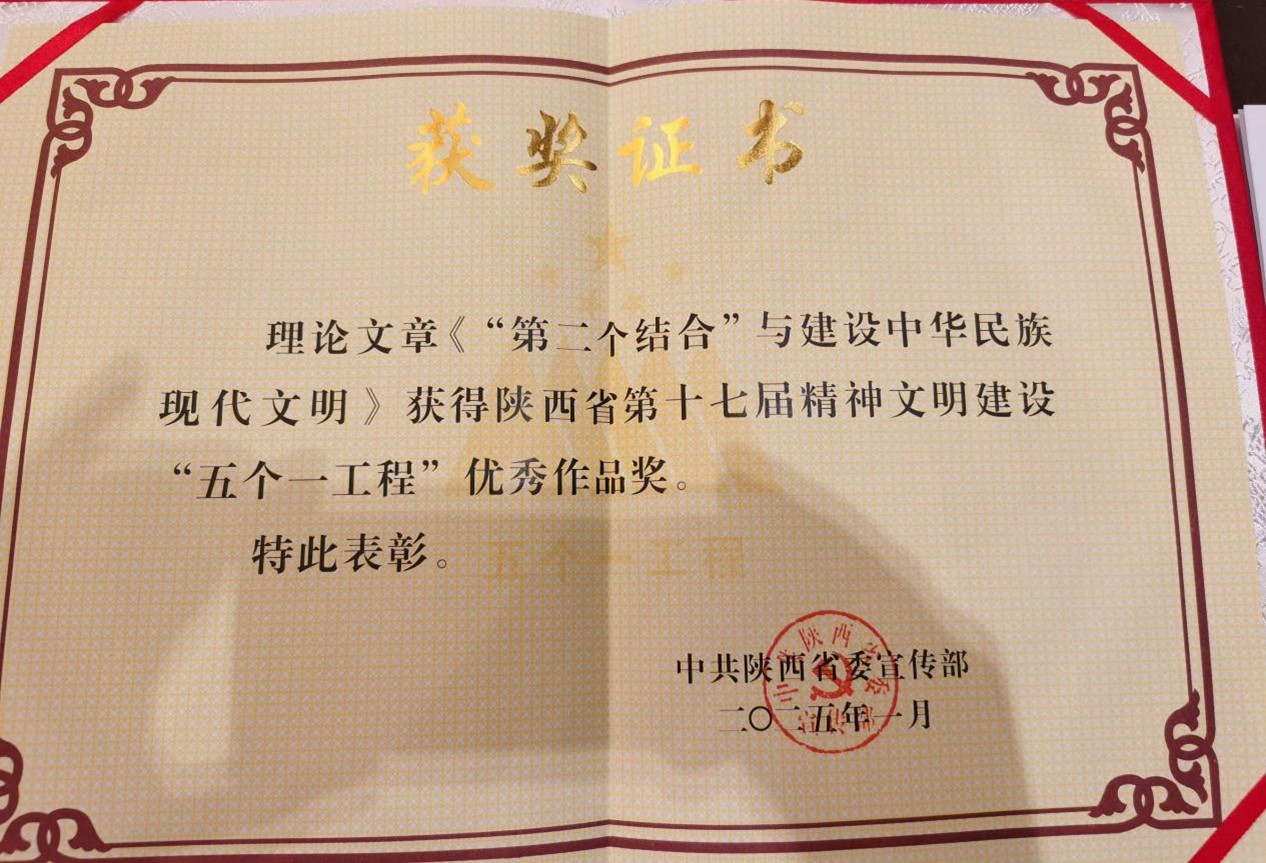 获奖证书
理论文章《“第二个结合”与建设中华民族
现代文明》获得陕西省第十七届精神文明建设
“五个一工程”优秀作品奖。
特此表彰。
五个一工程
中共陕西省委宣传部
二〇二五年一月